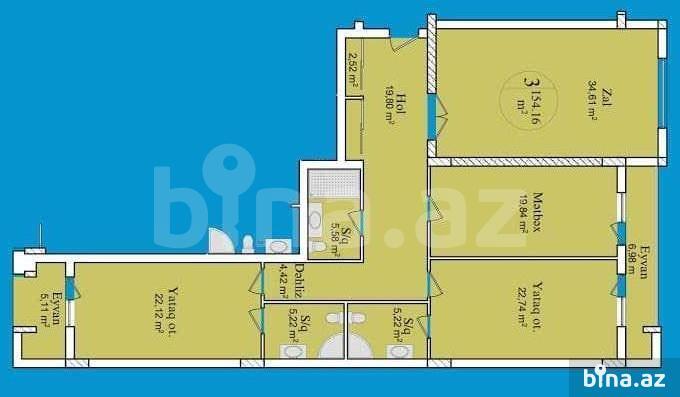 2,52 m²
Hol
19,80 m²
3
154.16
m²
Zal
34,61 m²
S/q
5,58 m²
Mətbəx
19,84 m²
Eyvan
6,98 m
Dəhliz
4,42 m²
Eyvan
5,11 m²
Yataq ot.
22,12 m²
S/q
5,22 m²
S/q
5,22 m²
Yataq ot.
22,74 m²
bina.az
bina.az